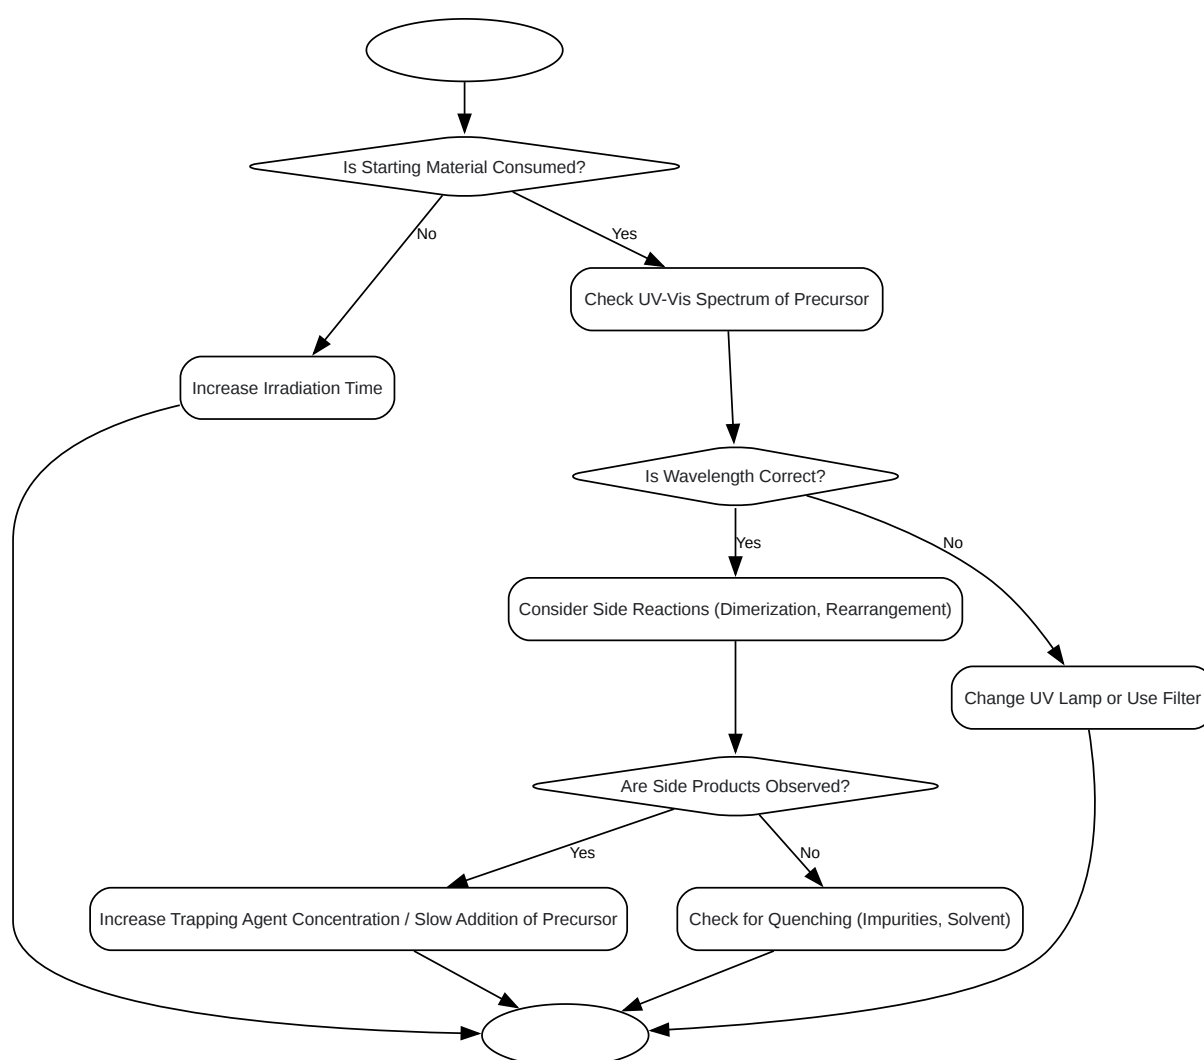 Is Starting Material Consumed?
No
Yes
Check UV-Vis Spectrum of Precursor
Increase Irradiation Time
Is Wavelength Correct?
Yes
No
Consider Side Reactions (Dimerization, Rearrangement)
Change UV Lamp or Use Filter
Are Side Products Observed?
Yes
No
Increase Trapping Agent Concentration / Slow Addition of Precursor
Check for Quenching (Impurities, Solvent)